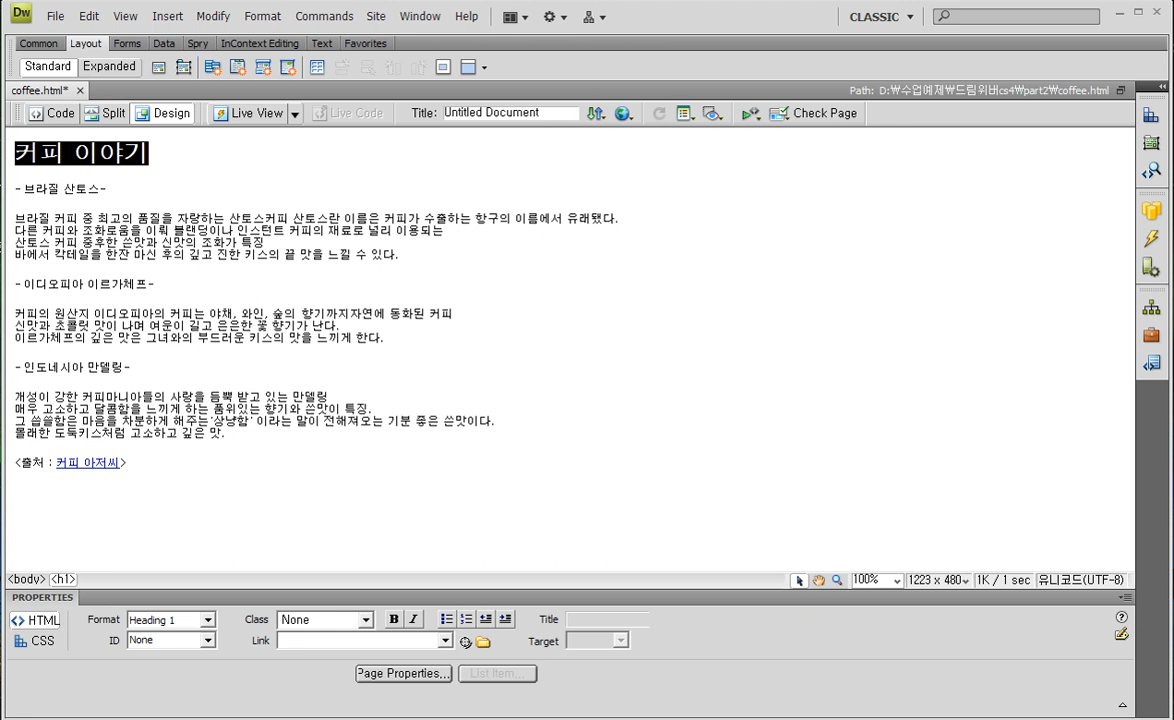 Dw File Edit View Insert Modify Format Commands Site Window Help CLASSIC
Common Layout Forms Data Spry InContext Editing Text Favorites
Standard Expanded
coffee.html* Path: D:₩수업예제₩드림위버cs4₩part2₩coffee.html
Code Split Design Live View Live Code Title: Untitled Document Check Page
커피 이야기
-브라질 산토스-
브라질 커피 중 최고의 품질을 자랑하는 산토스커피 산토스란 이름은 커피가 수출하는 항구의 이름에서 유래됐다.
다른 커피와 조화로움을 이뤄 블랜딩이나 인스턴트 커피의 재료로 널리 이용되는
산토스 커피 중후한 쓴맛과 신맛의 조화가 특징
바에서 칵테일을 한잔 마신 후의 깊고 진한 키스의 끝 맛을 느낄 수 있다.
-이디오피아 이르가체프-
커피의 원산지 이디오피아의 커피는 야채, 와인, 숲의 향기까지자연에 동화된 커피
신맛과 초콜릿 맛이 나며 여운이 길고 은은한 꽃 향기가 난다.
이르가체프의 깊은 맛은 그녀와의 부드러운 키스의 맛을 느끼게 한다.
-인도네시아 만델링-
개성이 강한 커피마니아들의 사랑을 듬뿍 받고 있는 만델링
매우 고소하고 달콤함을 느끼게 하는 품위있는 향기와 쓴맛이 특징.
그 씁쓸함은 마음을 차분하게 해주는'상냥함' 이라는 말이 전해져오는 기분 좋은 쓴맛이다.
몰래한 도둑키스처럼 고소하고 깊은 맛.
<출처 : 커피 아저씨>
<body> <h1> 100% 1223 x 480 1K / 1 sec 유니코드(UTF-8)
PROPERTIES
<> HTML Format Heading 1 Class None B I Title
CSS ID None Link Target
Page Properties... List Item...